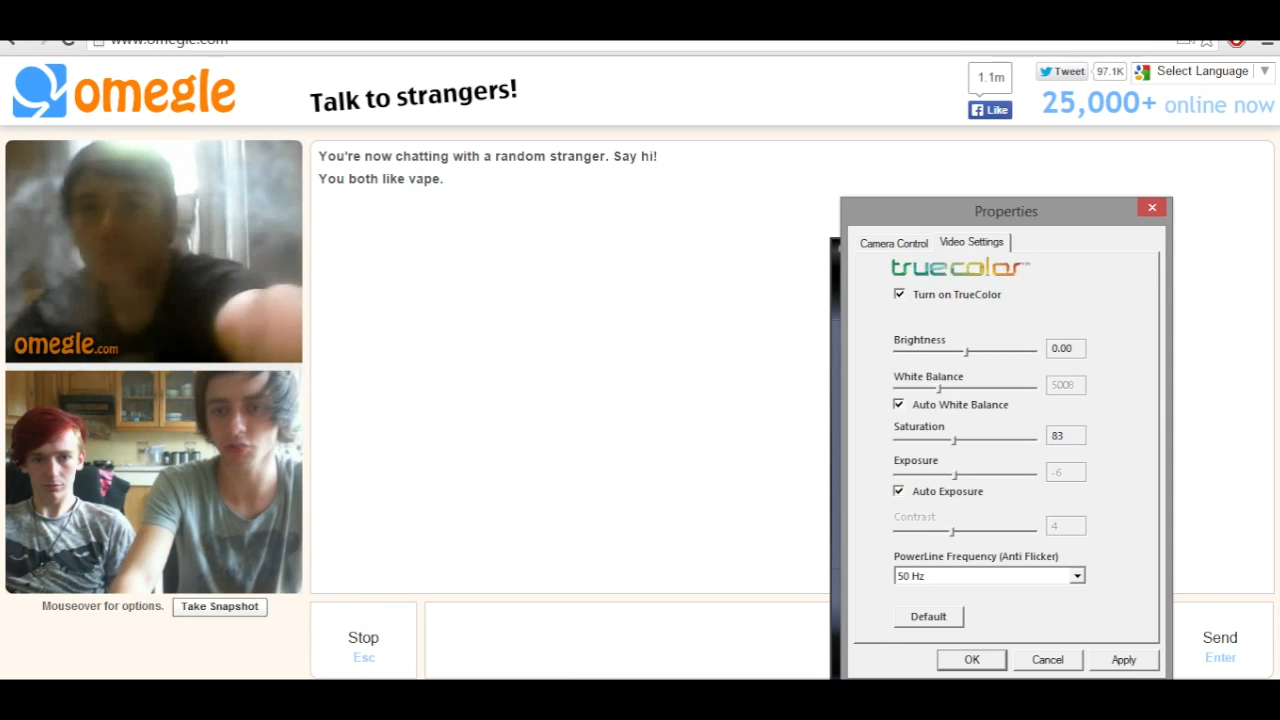 www.omegle.com
omegle
Talk to strangers!
1.1m
Like
Tweet
97.1K
Select Language
25,000+ online now
You're now chatting with a random stranger. Say hi!
You both like vape.
omegle.com
Mouseover for options.
Take Snapshot
Stop
Esc
Send
Enter
Properties
Camera Control
Video Settings
truecolor™
Turn on TrueColor
Brightness
0.00
White Balance
5008
Auto White Balance
Saturation
83
Exposure
-6
Auto Exposure
Contrast
4
PowerLine Frequency (Anti Flicker)
50 Hz
Default
OK
Cancel
Apply